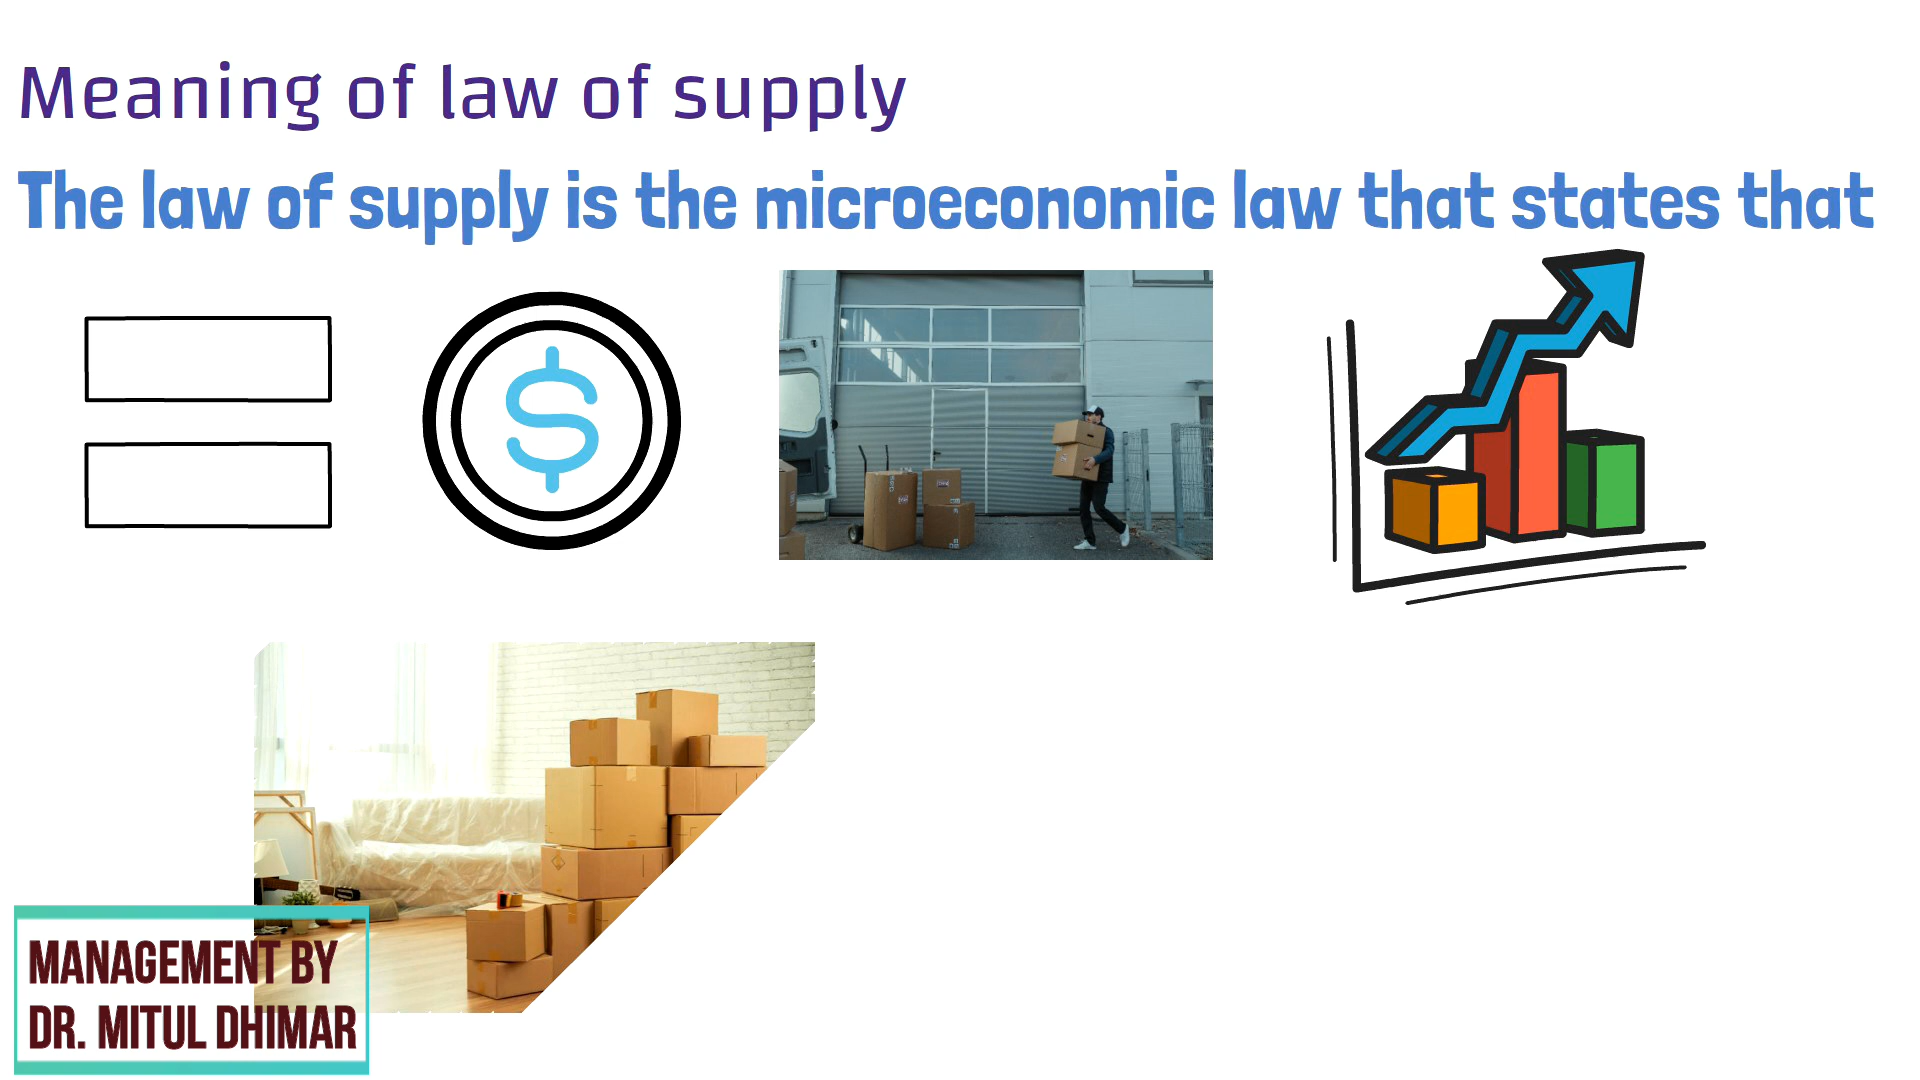 Meaning of law of supply
The law of supply is the microeconomic law that states that
$
MANAGEMENT BY
DR. MITUL DHIMAR